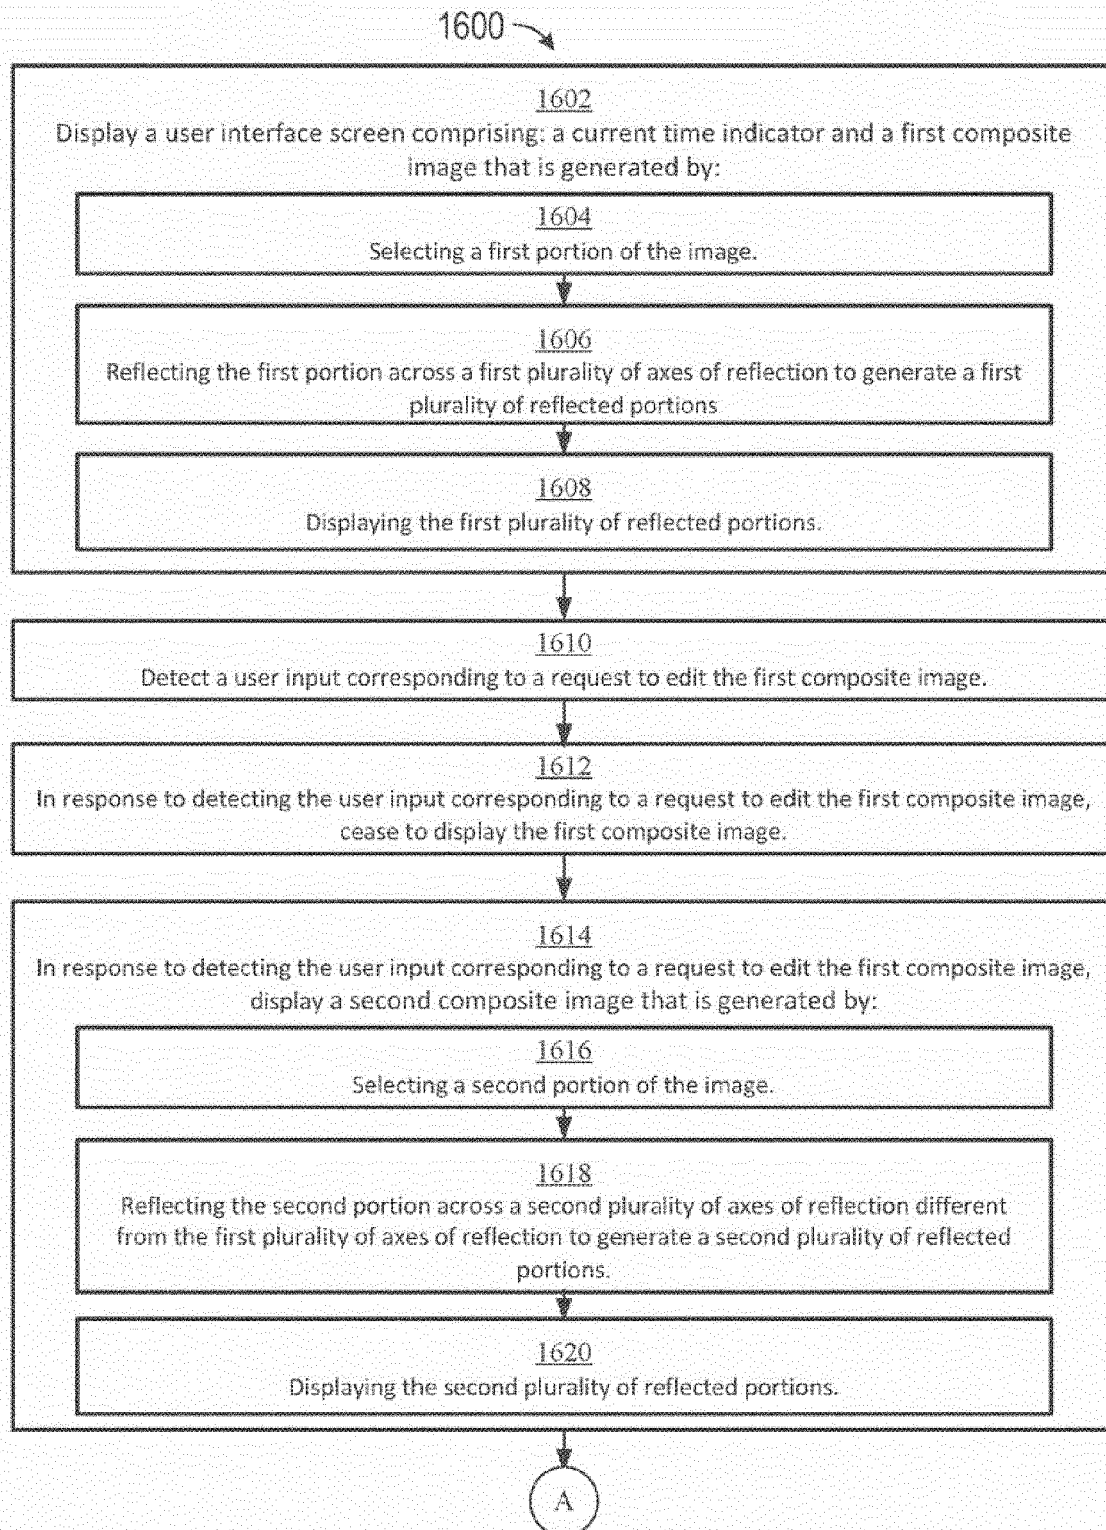 1600
1602
Display a user interface screen comprising: a current time indicator and a first composite
image that is generated by:
1604
Selecting a first portion of the image.
1606
Reflecting the first portion across a first plurality of axes of reflection to generate a first
plurality of reflected portions
1608
Displaying the first plurality of reflected portions.
1610
Detect a user input corresponding to a request to edit the first composite image.
1612
In response to detecting the user input corresponding to a request to edit the first composite image,
cease to display the first composite image.
1614
In response to detecting the user input corresponding to a request to edit the first composite image,
display a second composite image that is generated by:
1616
Selecting a second portion of the image.
1618
Reflecting the second portion across a second plurality of axes of reflection different
from the first plurality of axes of reflection to generate a second plurality of reflected
portions.
1620
Displaying the second plurality of reflected portions.
A